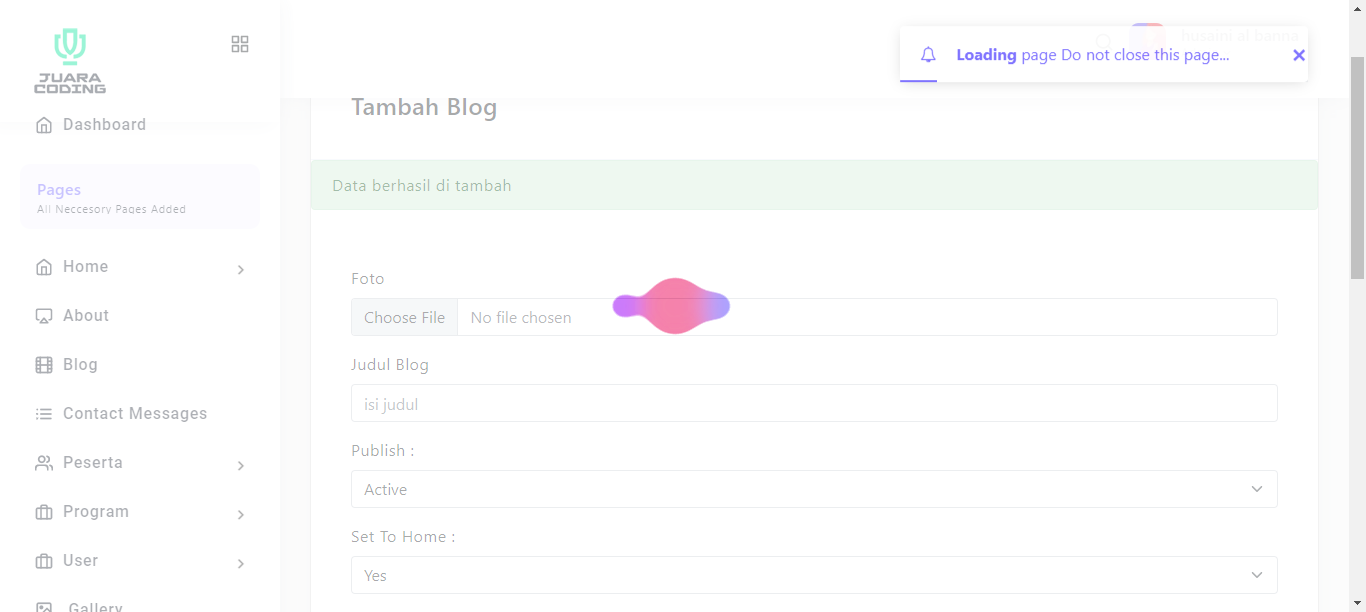 JUARA
CODING
husaini al banna
Loading page Do not close this page...
Dashboard
Pages
All Neccesory Pages Added
Home
About
Blog
Contact Messages
Peserta
Program
User
Gallery
Tambah Blog
Data berhasil di tambah
Foto
Choose File No file chosen
Judul Blog
isi judul
Publish :
Active
Set To Home :
Yes